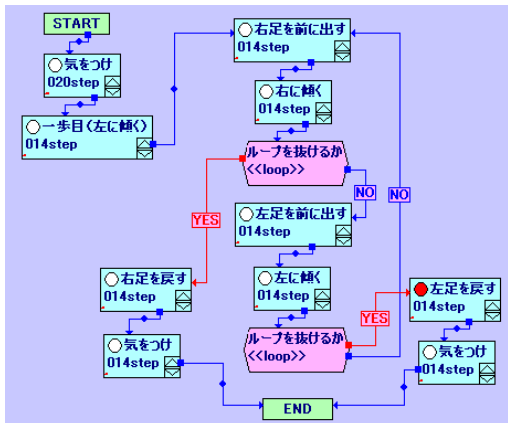 START
気をつけ
020step
一歩目(左に傾く)
014step
右足を前に出す
014step
右に傾く
014step
ループを抜けるか
<<loop>>
NO
NO
YES
左足を前に出す
014step
左に傾く
014step
ループを抜けるか
<<loop>>
YES
右足を戻す
014step
気をつけ
014step
左足を戻す
014step
気をつけ
014step
END